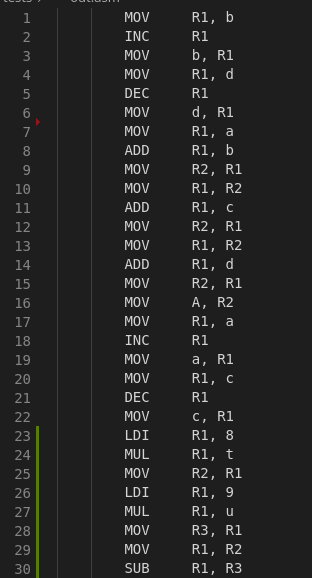 1 MOV R1, b
2 INC R1
3 MOV b, R1
4 MOV R1, d
5 DEC R1
6 MOV d, R1
7 MOV R1, a
8 ADD R1, b
9 MOV R2, R1
10 MOV R1, R2
11 ADD R1, c
12 MOV R2, R1
13 MOV R1, R2
14 ADD R1, d
15 MOV R2, R1
16 MOV A, R2
17 MOV R1, a
18 INC R1
19 MOV a, R1
20 MOV R1, c
21 DEC R1
22 MOV c, R1
23 LDI R1, 8
24 MUL R1, t
25 MOV R2, R1
26 LDI R1, 9
27 MUL R1, u
28 MOV R3, R1
29 MOV R1, R2
30 SUB R1, R3